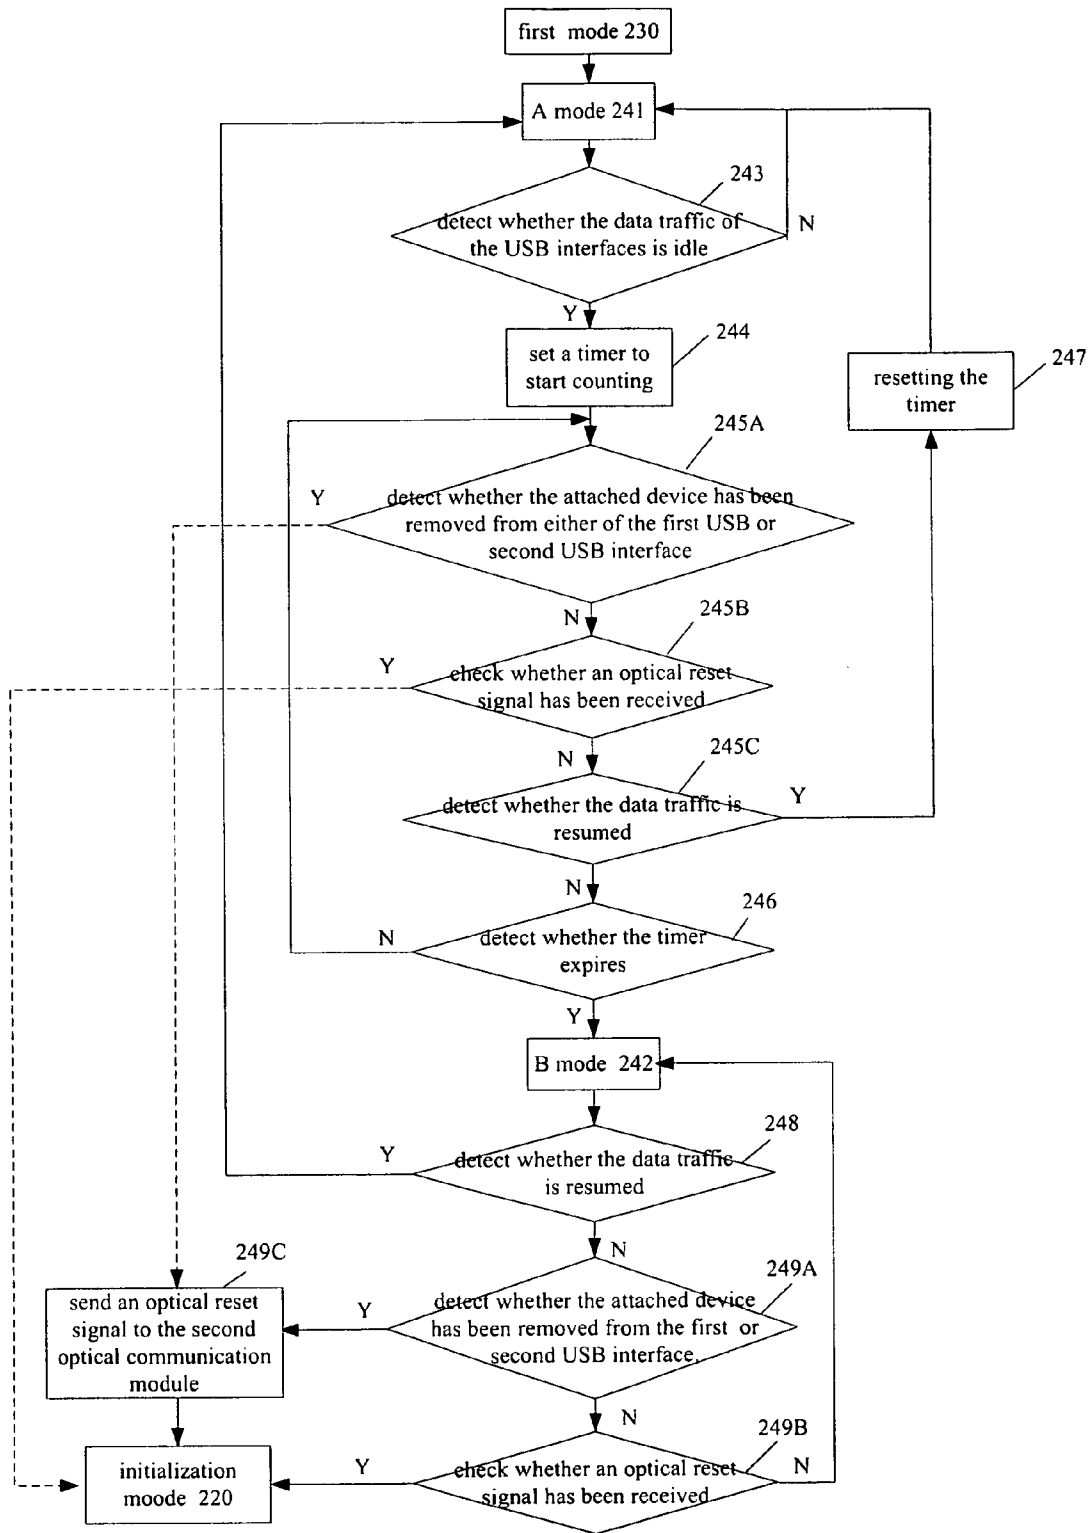 first mode 230
A mode 241
243
detect whether the data traffic of
the USB interfaces is idle
N
Y
244
set a timer to
start counting
247
resetting the
timer
245A
Y
detect whether the attached device has been
removed from either of the first USB or
second USB interface
N
245B
Y
check whether an optical reset
signal has been received
N
245C
detect whether the data traffic is
resumed
Y
N
246
N
detect whether the timer
expires
Y
B mode 242
248
Y
detect whether the data traffic
is resumed
N
249C
249A
send an optical reset
signal to the second
optical communication
module
Y
detect whether the attached device
has been removed from the first or
second USB interface.
N
249B
initialization
moode 220
Y
check whether an optical reset
signal has been received
N